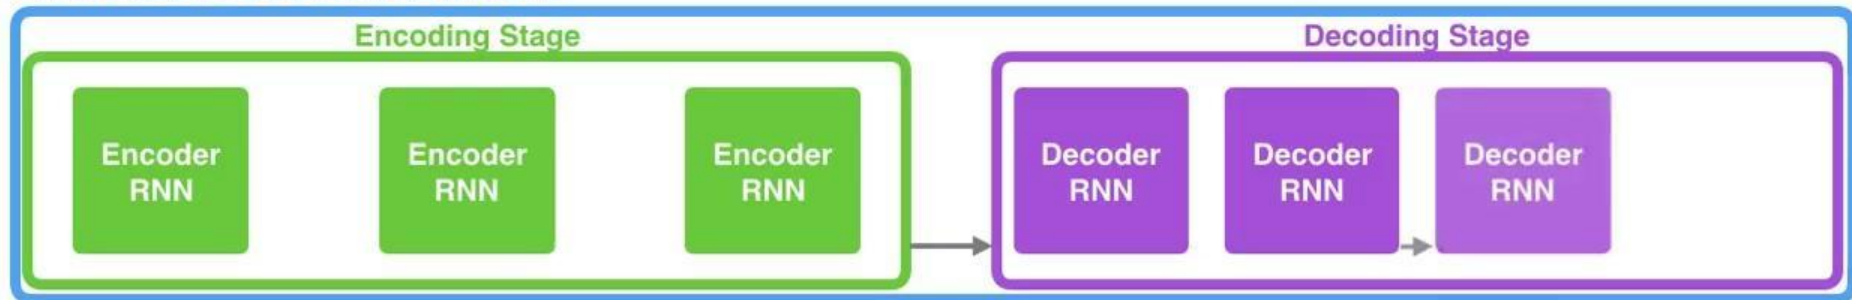 Encoding Stage
Decoding Stage
Encoder
RNN
Encoder
RNN
Encoder
RNN
Decoder
RNN
Decoder
RNN
Decoder
RNN